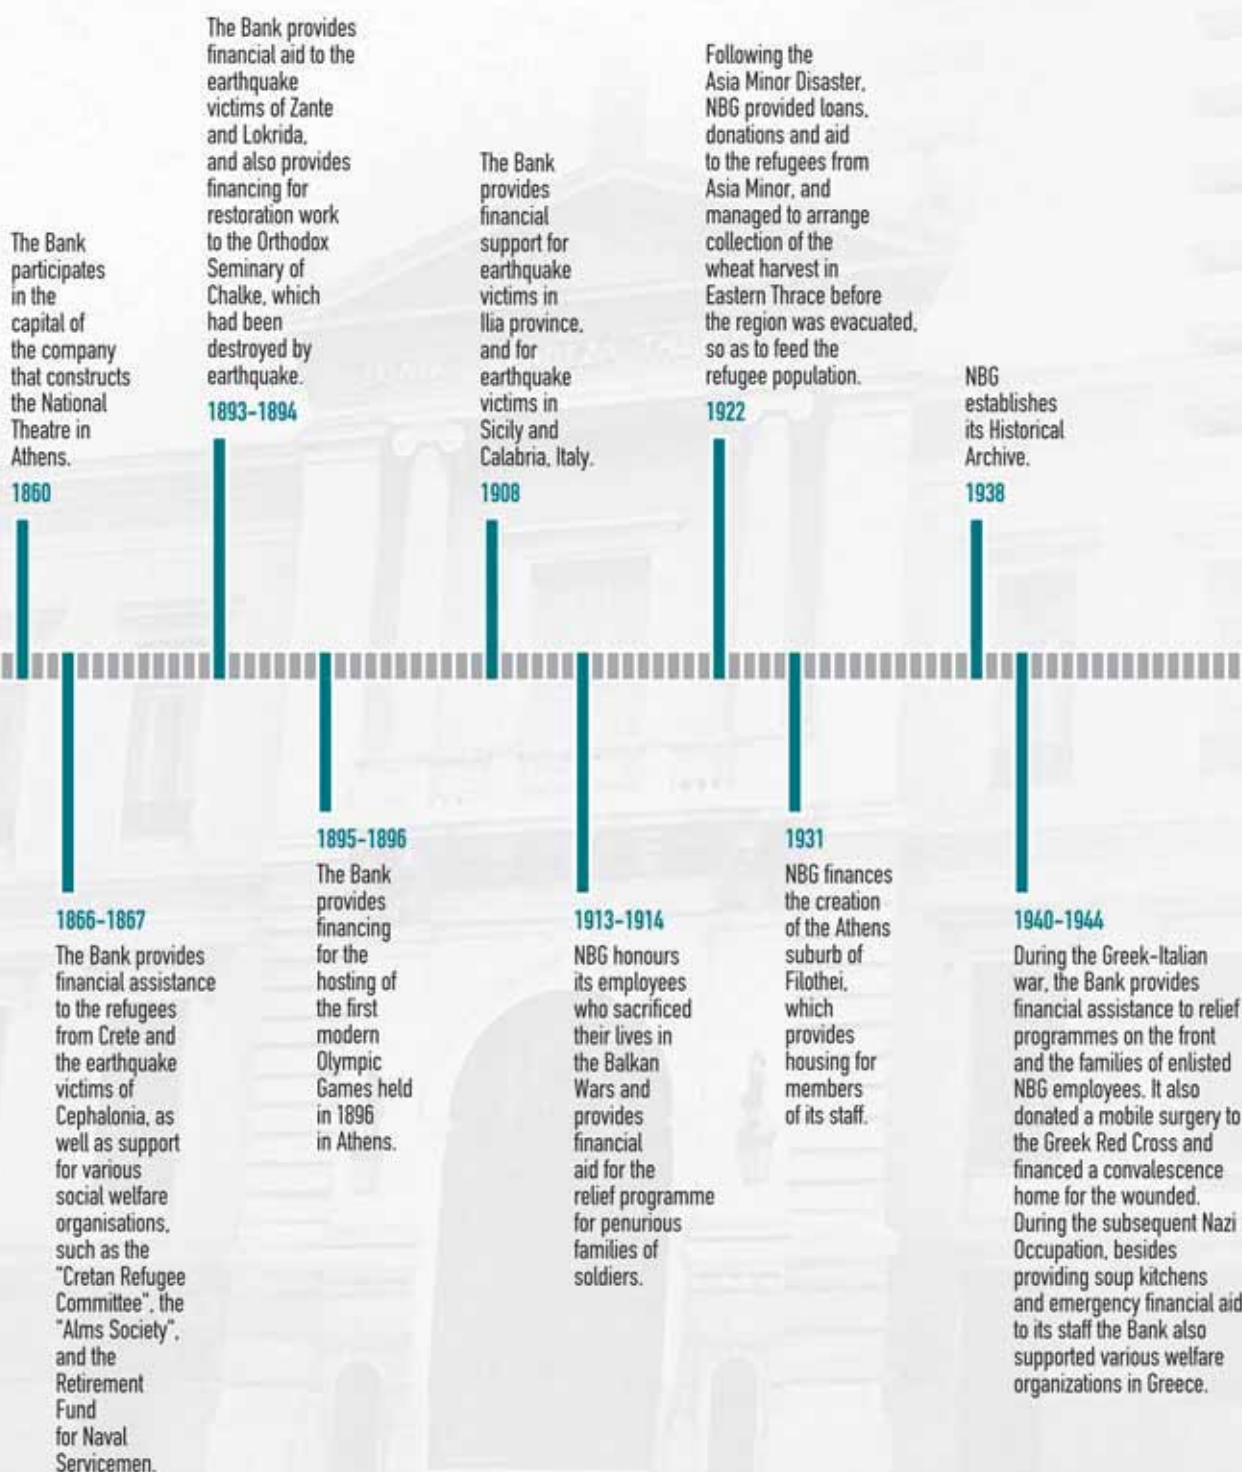 The Bank
participates
in the
capital of
the company
that constructs
the National
Theatre in
Athens.
1860
The Bank provides
financial aid to the
earthquake
victims of Zante
and Lokrida,
and also provides
financing for
restoration work
to the Orthodox
Seminary of
Chalke, which
had been
destroyed by
earthquake.
1893-1894
The Bank
provides
financial
support for
earthquake
victims in
Ilia province,
and for
earthquake
victims in
Sicily and
Calabria, Italy.
1908
Following the
Asia Minor Disaster,
NBG provided loans,
donations and aid
to the refugees from
Asia Minor, and
managed to arrange
collection of the
wheat harvest in
Eastern Thrace before
the region was evacuated,
so as to feed the
refugee population.
1922
NBG
establishes
its Historical
Archive.
1938
1866-1867
The Bank provides
financial assistance
to the refugees
from Crete and
the earthquake
victims of
Cephalonia, as
well as support
for various
social welfare
organisations,
such as the
"Cretan Refugee
Committee", the
"Alms Society",
and the
Retirement
Fund
for Naval
Servicemen.
1895-1896
The Bank
provides
financing
for the
hosting of
the first
modern
Olympic
Games held
in 1896
in Athens.
1913-1914
NBG honours
its employees
who sacrificed
their lives in
the Balkan
Wars and
provides
financial
aid for the
relief programme
for penurious
families of
soldiers.
1931
NBG finances
the creation
of the Athens
suburb of
Filothei,
which
provides
housing for
members
of its staff.
1940-1944
During the Greek-Italian
war, the Bank provides
financial assistance to relief
programmes on the front
and the families of enlisted
NBG employees. It also
donated a mobile surgery to
the Greek Red Cross and
financed a convalescence
home for the wounded.
During the subsequent Nazi
Occupation, besides
providing soup kitchens
and emergency financial aid
to its staff the Bank also
supported various welfare
organizations in Greece.